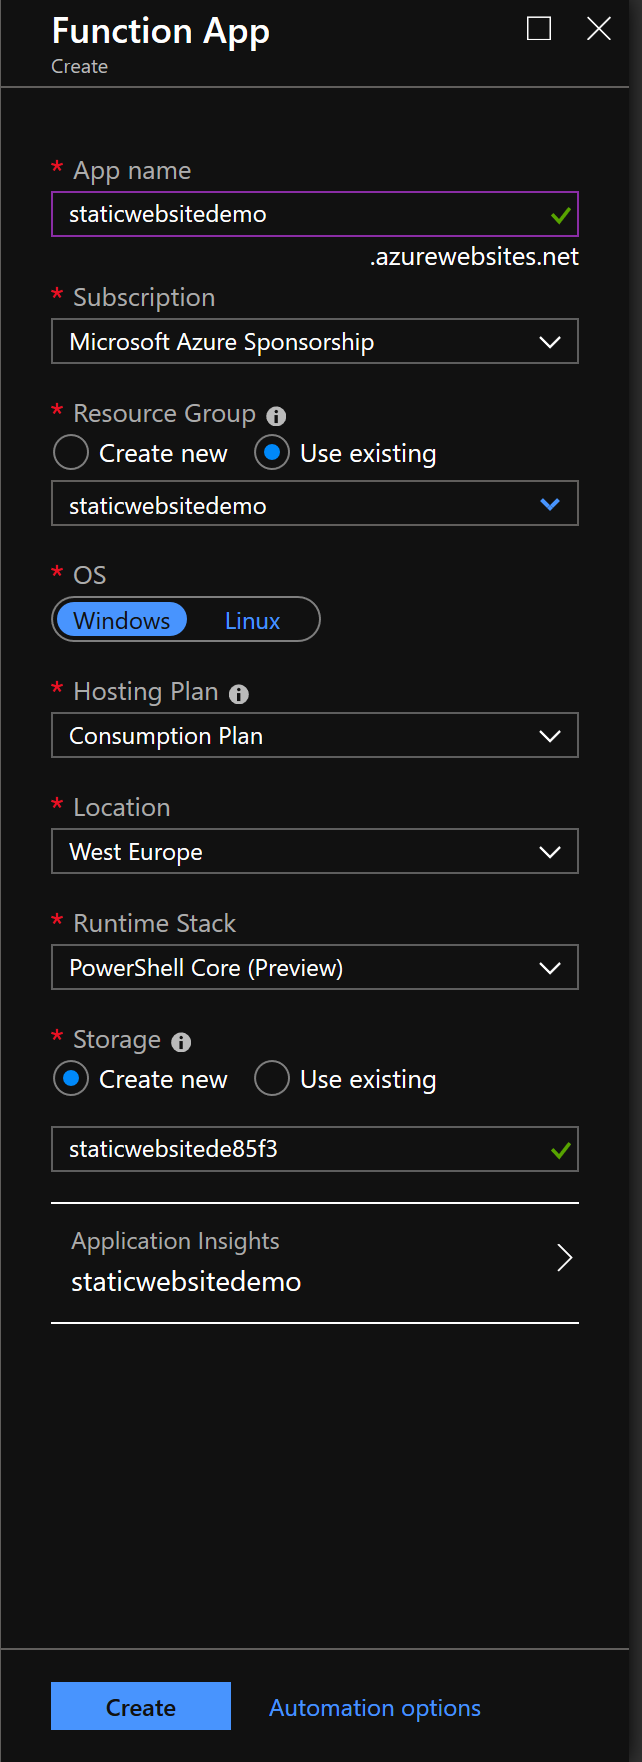 Function App
Create
* App name
staticwebsitedemo
.azurewebsites.net
* Subscription
Microsoft Azure Sponsorship
* Resource Group
Create new Use existing
staticwebsitedemo
* OS
Windows Linux
* Hosting Plan
Consumption Plan
* Location
West Europe
* Runtime Stack
PowerShell Core (Preview)
* Storage
Create new Use existing
staticwebsitede85f3
Application Insights
staticwebsitedemo
Create Automation options